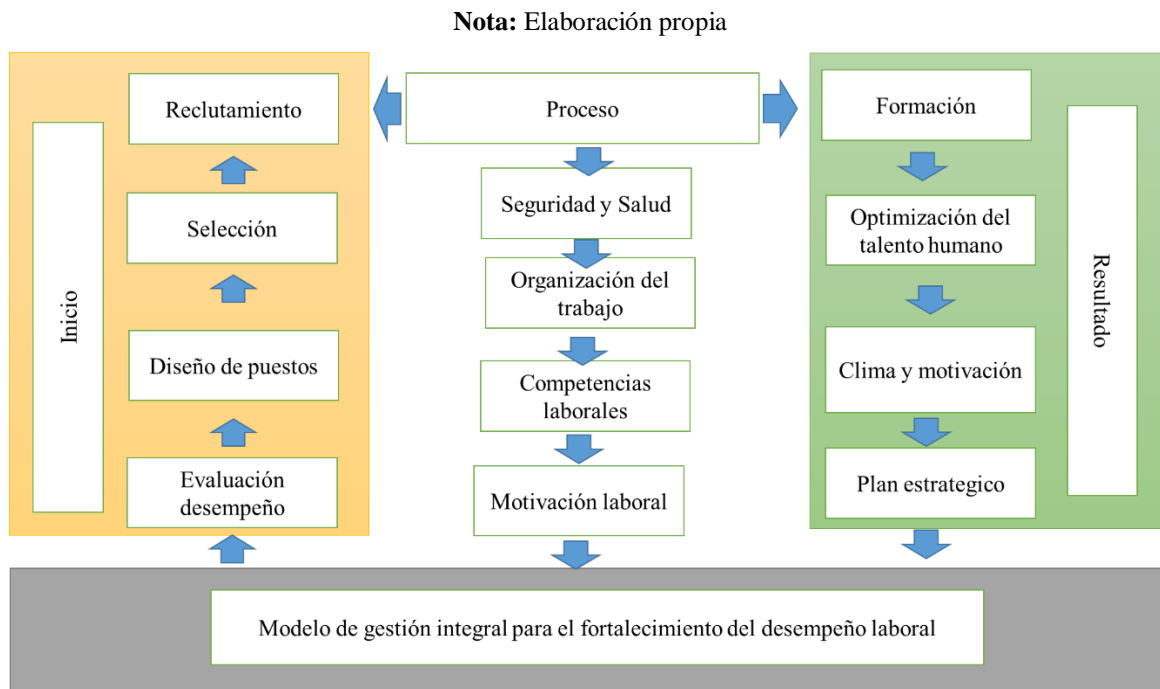 Nota: Elaboración propia
Inicio
Reclutamiento
Selección
Diseño de puestos
Evaluación
desempeño
Proceso
Seguridad y Salud
Organización del
trabajo
Competencias
laborales
Motivación laboral
Formación
Optimización del
talento humano
Clima y motivación
Plan estrategico
Resultado
Modelo de gestión integral para el fortalecimiento del desempeño laboral